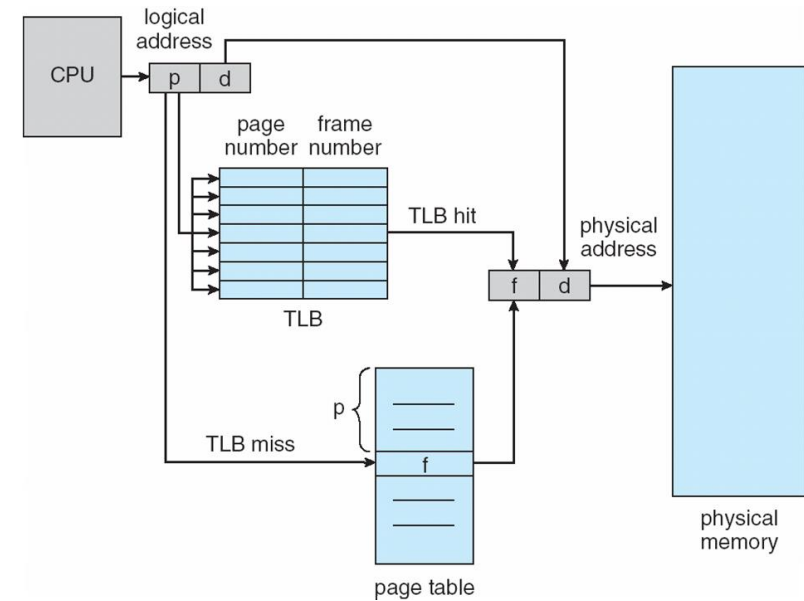 logical
address
CPU
p
d
page
number
frame
number
TLB hit
TLB
physical
address
f
d
p
TLB miss
f
page table
physical
memory